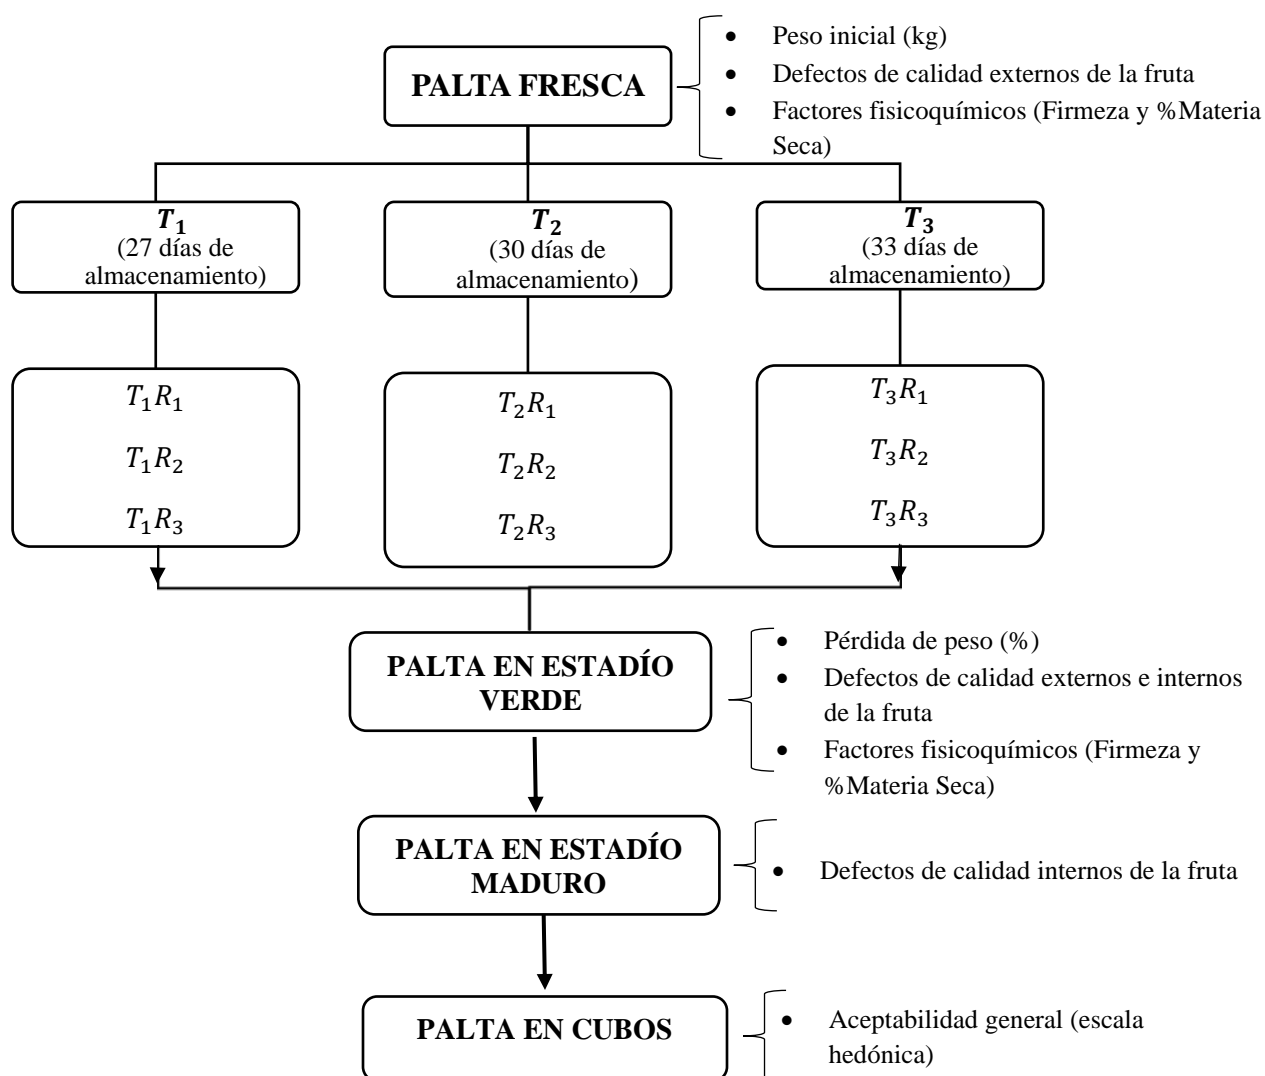 PALTA FRESCA
• Peso inicial (kg)
• Defectos de calidad externos de la fruta
• Factores fisicoquímicos (Firmeza y %Materia
Seca)
T₁
(27 días de
almacenamiento)
T₂
(30 días de
almacenamiento)
T₃
(33 días de
almacenamiento)
T₁R₁
T₁R₂
T₁R₃
T₂R₁
T₂R₂
T₂R₃
T₃R₁
T₃R₂
T₃R₃
PALTA EN ESTADÍO
VERDE
• Pérdida de peso (%)
• Defectos de calidad externos e internos
de la fruta
• Factores fisicoquímicos (Firmeza y
%Materia Seca)
PALTA EN ESTADÍO
MADURO
• Defectos de calidad internos de la fruta
PALTA EN CUBOS
• Aceptabilidad general (escala
hedónica)